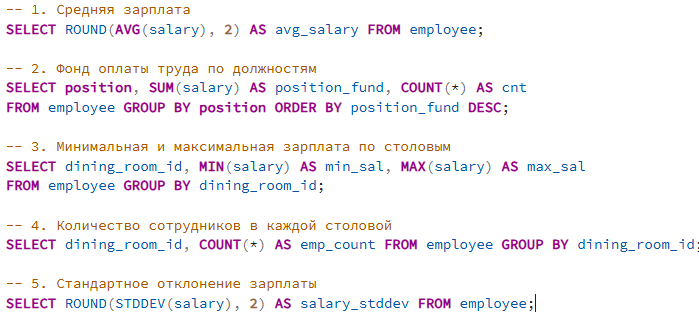 -- 1. Средняя зарплата
SELECT ROUND(AVG(salary), 2) AS avg_salary FROM employee;
-- 2. Фонд оплаты труда по должностям
SELECT position, SUM(salary) AS position_fund, COUNT(*) AS cnt
FROM employee GROUP BY position ORDER BY position_fund DESC;
-- 3. Минимальная и максимальная зарплата по столовым
SELECT dining_room_id, MIN(salary) AS min_sal, MAX(salary) AS max_sal
FROM employee GROUP BY dining_room_id;
-- 4. Количество сотрудников в каждой столовой
SELECT dining_room_id, COUNT(*) AS emp_count FROM employee GROUP BY dining_room_id;
-- 5. Стандартное отклонение зарплаты
SELECT ROUND(STDDEV(salary), 2) AS salary_stddev FROM employee;